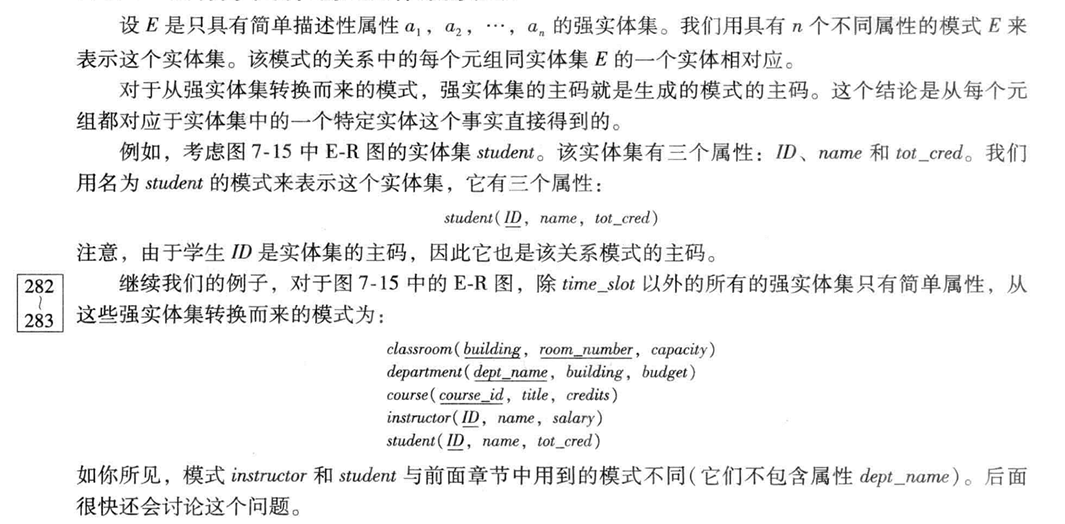 设 E 是只具有简单描述性属性 a₁，a₂，…，aₙ 的强实体集。我们用具有 n 个不同属性的模式 E 来
表示这个实体集。该模式的关系中的每个元组同实体集 E 的一个实体相对应。
对于从强实体集转换而来的模式，强实体集的主码就是生成的模式的主码。这个结论是从每个元
组都对应于实体集中的一个特定实体这个事实直接得到的。
例如，考虑图 7-15 中 E-R 图的实体集 student。该实体集有三个属性：ID、name 和 tot_cred。我们
用名为 student 的模式来表示这个实体集，它有三个属性：
student(ID，name，tot_cred)
注意，由于学生 ID 是实体集的主码，因此它也是该关系模式的主码。
282
~
283
继续我们的例子，对于图 7-15 中的 E-R 图，除 time_slot 以外的所有的强实体集只有简单属性，从
这些强实体集转换而来的模式为：
classroom(building，room_number，capacity)
department(dept_name，building，budget)
course(course_id，title，credits)
instructor(ID，name，salary)
student(ID，name，tot_cred)
如你所见，模式 instructor 和 student 与前面章节中用到的模式不同(它们不包含属性 dept_name)。后面
很快还会讨论这个问题。